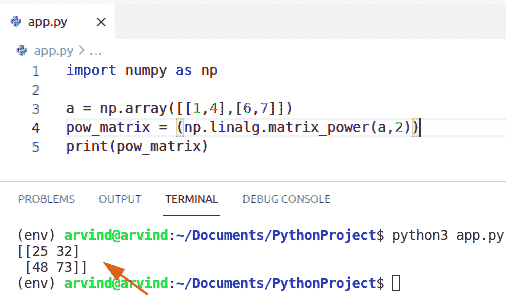 app.py ×
app.py > ...
1 import numpy as np
2
3 a = np.array([[1,4],[6,7]])
4 pow_matrix = (np.linalg.matrix_power(a,2))
5 print(pow_matrix)
PROBLEMS OUTPUT TERMINAL DEBUG CONSOLE
(env) arvind@arvind:~/Documents/PythonProject$ python3 app.py
[[25 32]
 [48 73]]
(env) arvind@arvind:~/Documents/PythonProject$